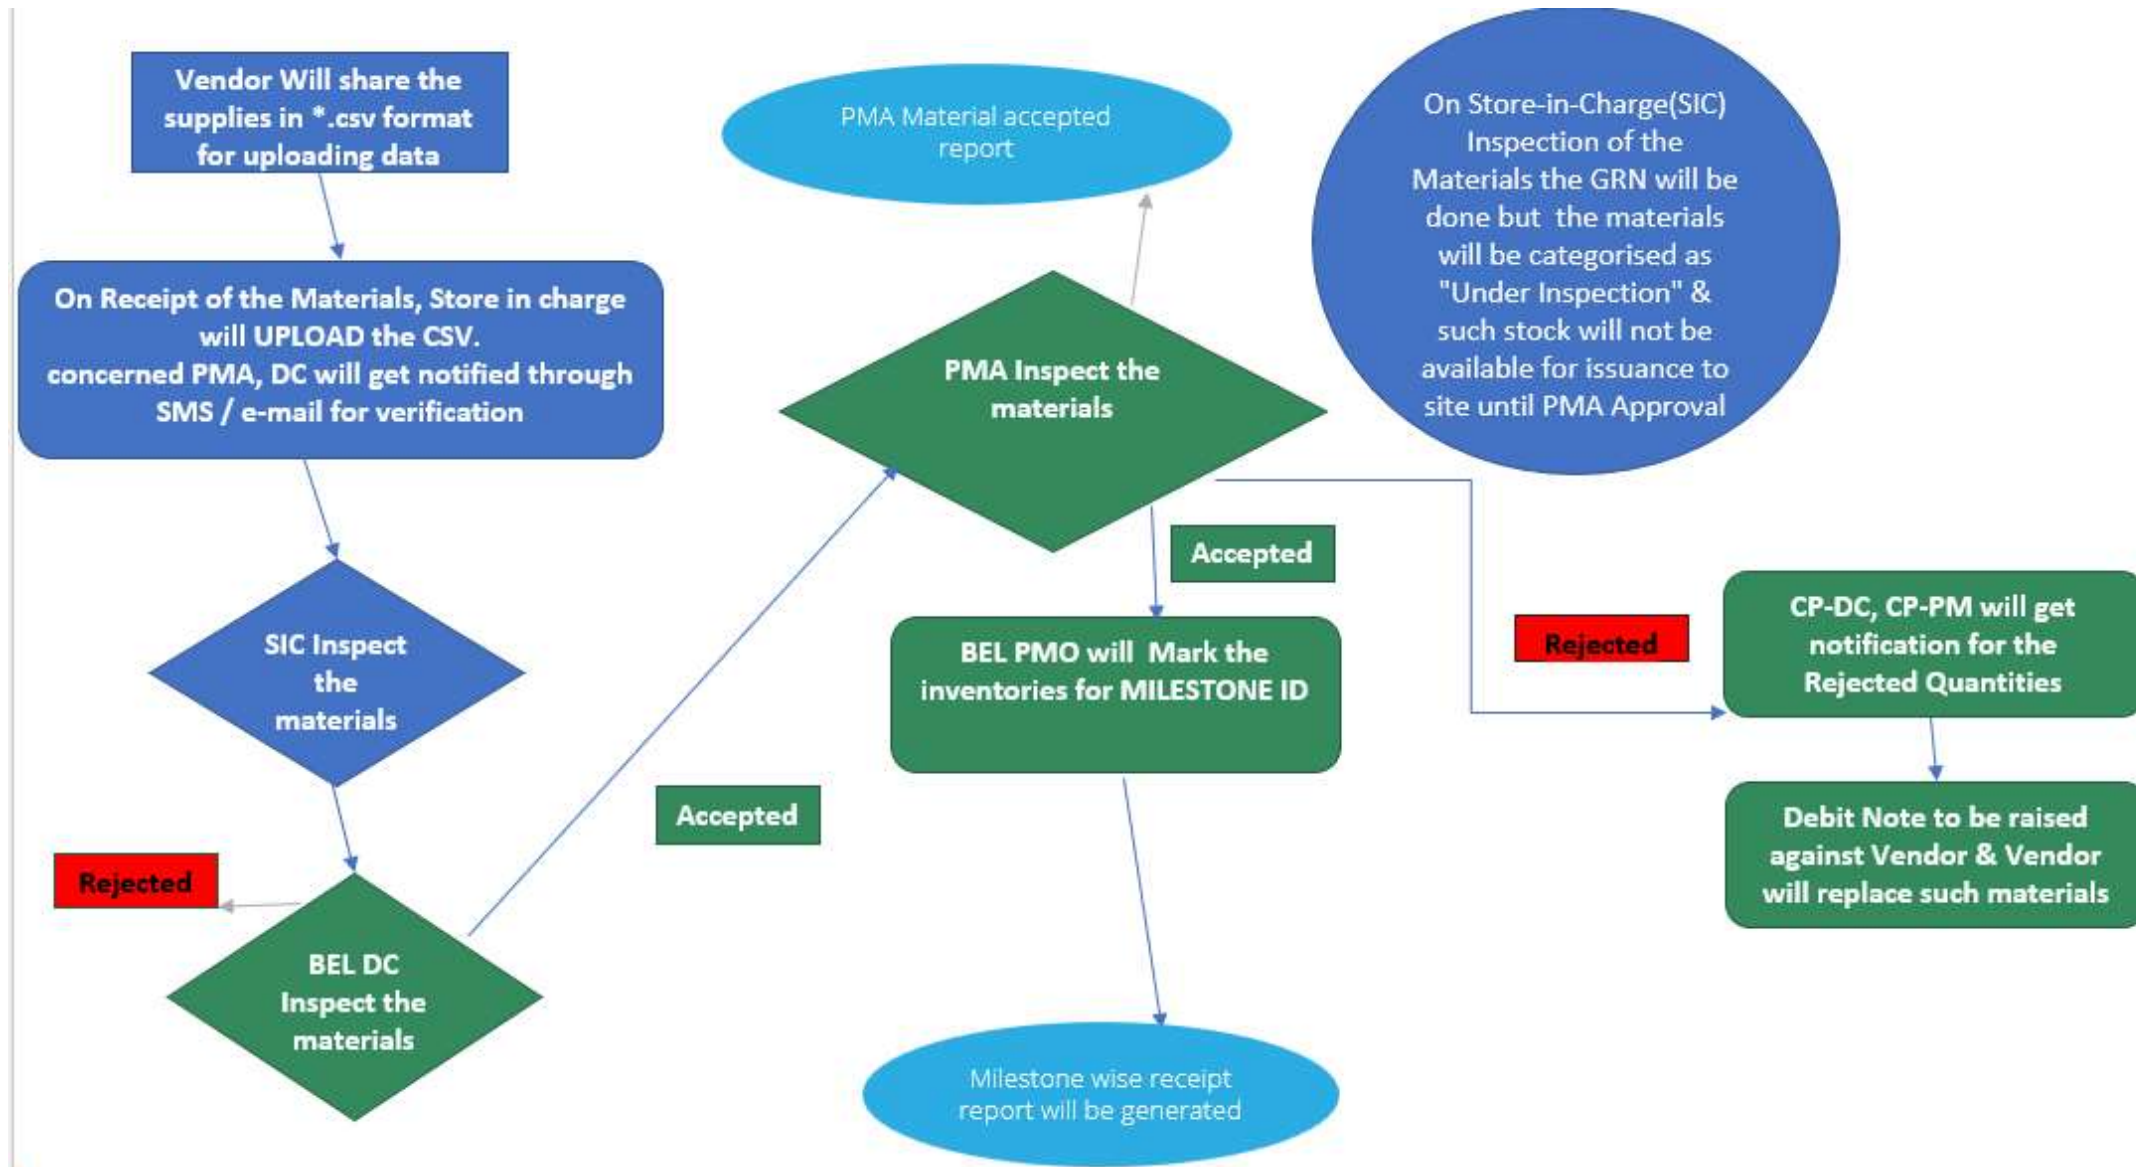 Vendor Will share the
supplies in *.csv format
for uploading data
On Receipt of the Materials, Store in charge
will UPLOAD the CSV.
concerned PMA, DC will get notified through
SMS / e-mail for verification
SIC Inspect
the
materials
Rejected
BEL DC
Inspect the
materials
Accepted
PMA Material accepted
report
PMA Inspect the
materials
Accepted
BEL PMO will  Mark the
inventories for MILESTONE ID
Milestone wise receipt
report will be generated
On Store-in-Charge(SIC)
Inspection of the
Materials the GRN will be
done but  the materials
will be categorised as
"Under Inspection" &
such stock will not be
available for issuance to
site until PMA Approval
Rejected
CP-DC, CP-PM will get
notification for the
Rejected Quantities
Debit Note to be raised
against Vendor & Vendor
will replace such materials